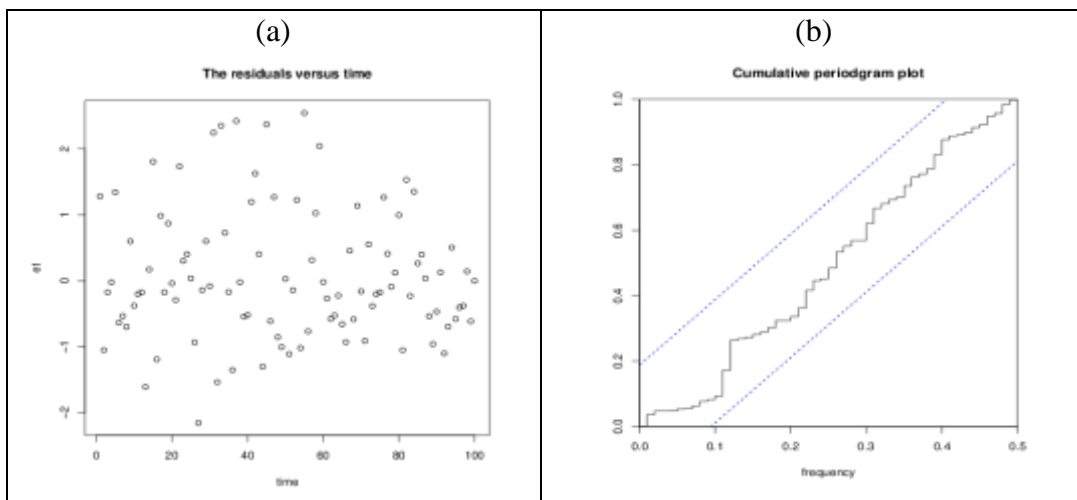 (a)
The residuals versus time
2
1
0
-1
-2
0 20 40 60 80 100
time
(b)
Cumulative periodgram plot
1.0
0.8
0.6
0.4
0.2
0.0
0.0 0.1 0.2 0.3 0.4 0.5
frequency